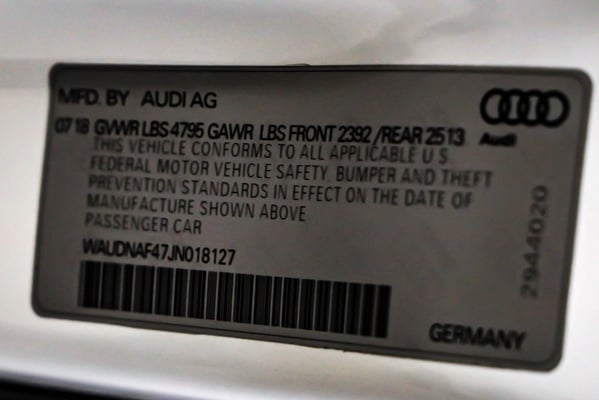 MFD. BY AUDI AG
07 18 GVWR LBS 4795 GAWR LBS FRONT 2392 /REAR 2513
Audi
THIS VEHICLE CONFORMS TO ALL APPLICABLE U S
FEDERAL MOTOR VEHICLE SAFETY, BUMPER AND THEFT
PREVENTION STANDARDS IN EFFECT ON THE DATE OF
MANUFACTURE SHOWN ABOVE
PASSENGER CAR
WAUDNAF47JN018127
2944020
GERMANY